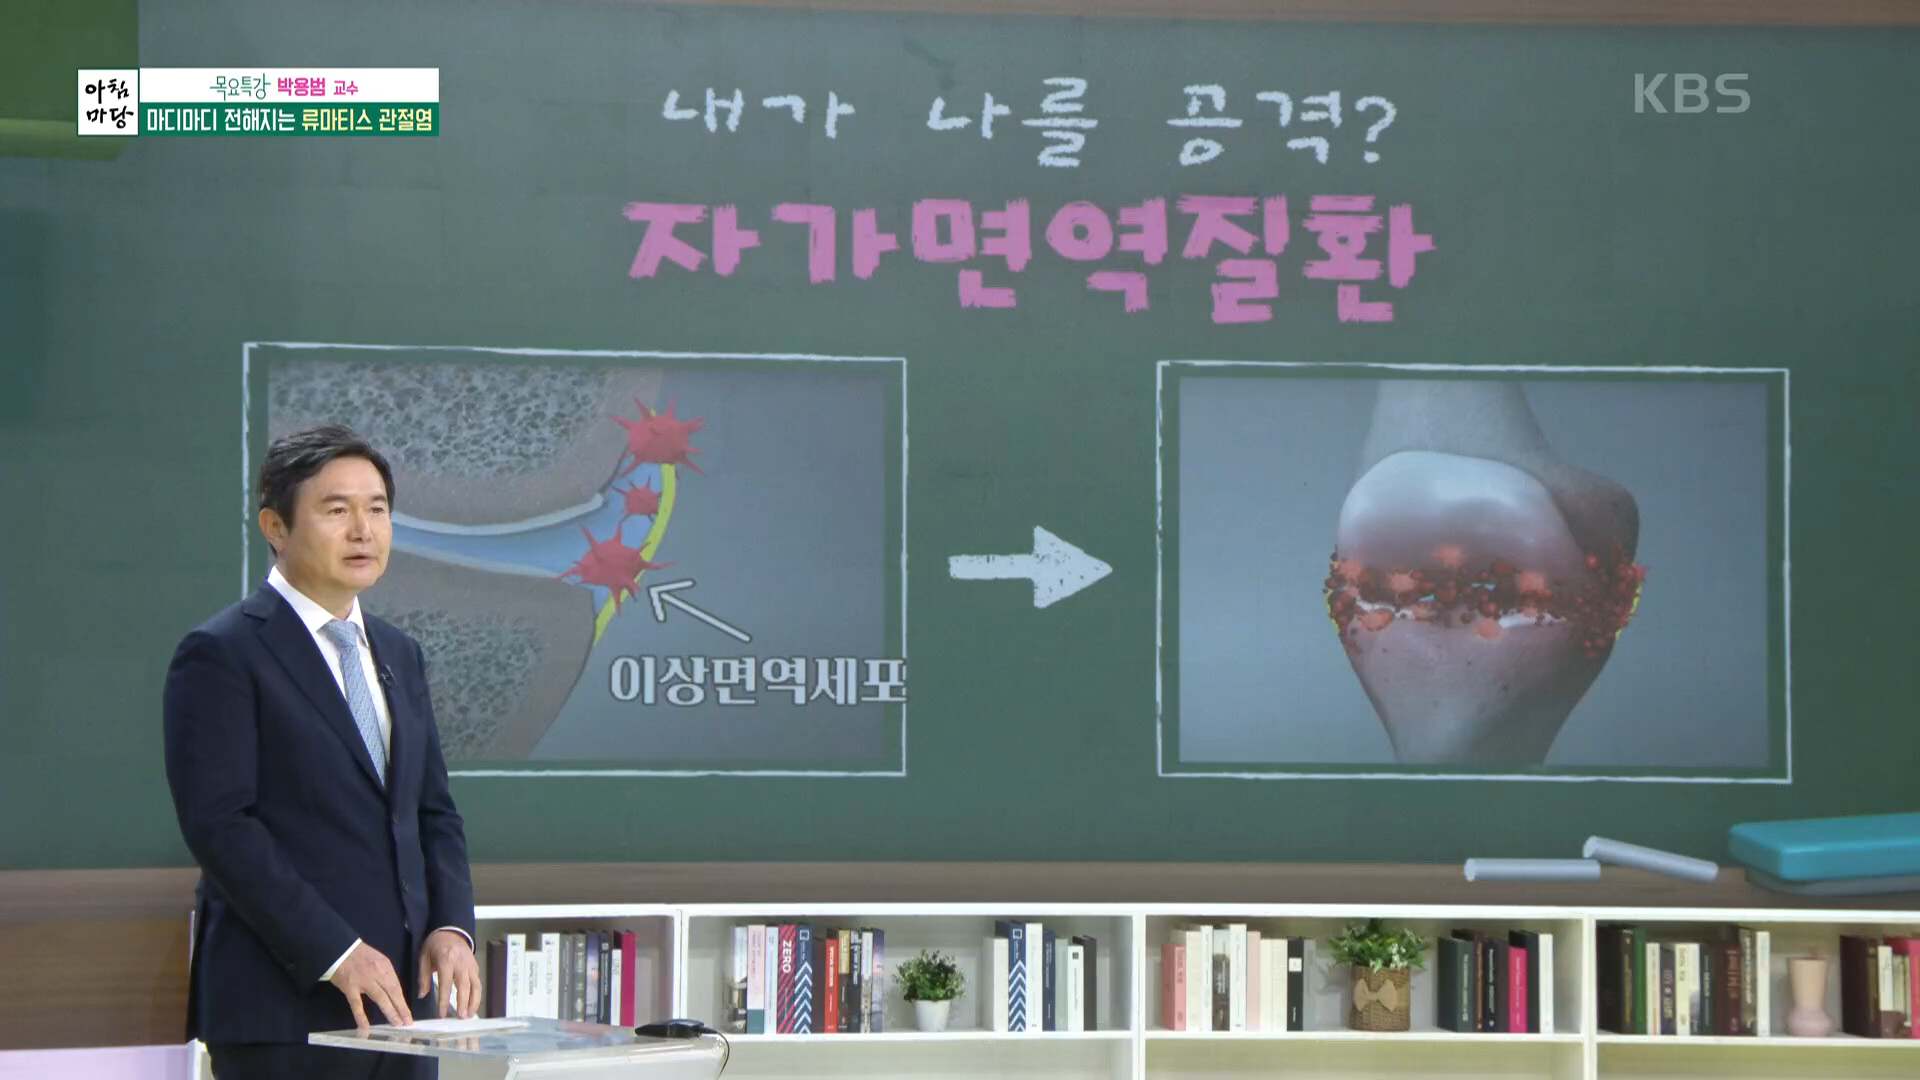 아침
마당
목요특강 박용범 교수
마디마디 전해지는 류마티스 관절염
KBS
내가 나를 공격?
자가면역질환
이상면역세포
ZERO